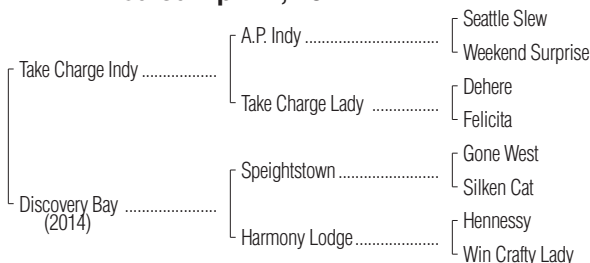 Seattle Slew
A.P. Indy ......................................
Weekend Surprise
Take Charge Indy .................
Dehere
Take Charge Lady ...................
Felicita
Gone West
Speightstown .............................
Silken Cat
Discovery Bay .......................
(2014)
Hennessy
Harmony Lodge........................
Win Crafty Lady